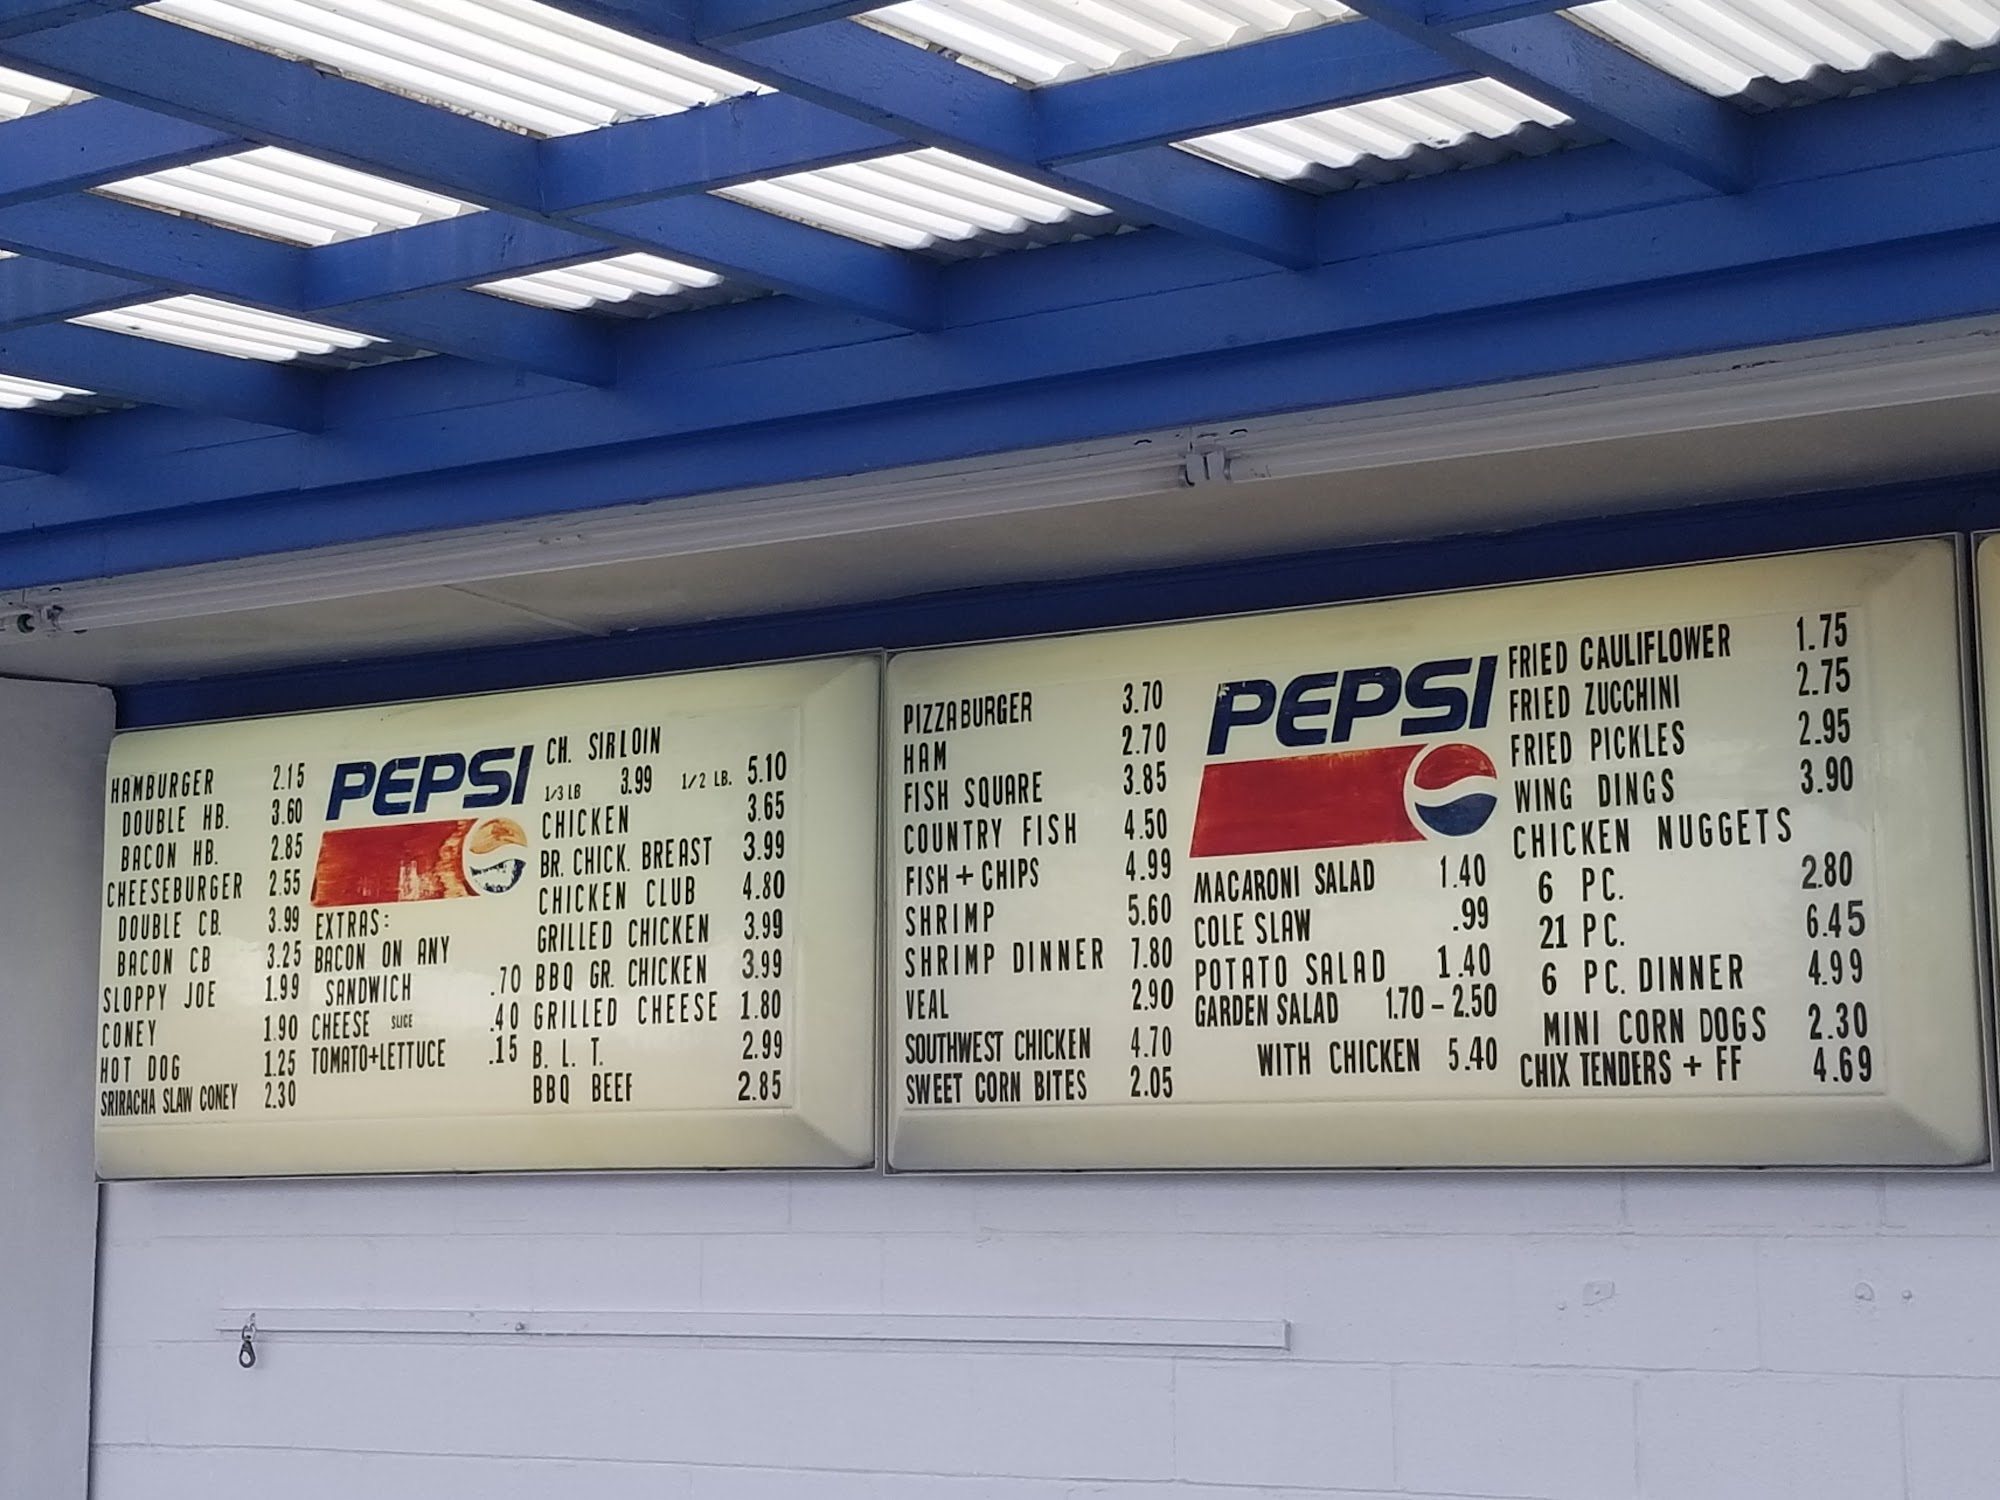 HAMBURGER 2.15
DOUBLE HB. 3.60
BACON HB. 2.85
CHEESEBURGER 2.55
DOUBLE CB. 3.99
BACON CB 3.25
SLOPPY JOE 1.99
CONEY 1.90
HOT DOG 1.25
SRIRACHA SLAW CONEY 2.30
PEPSI
EXTRAS:
BACON ON ANY
SANDWICH .70
CHEESE SLICE .40
TOMATO+LETTUCE .15
CH. SIRLOIN
1/3 LB 3.99 1/2 LB. 5.10
CHICKEN 3.65
BR. CHICK. BREAST 3.99
CHICKEN CLUB 4.80
GRILLED CHICKEN 3.99
BBQ GR. CHICKEN 3.99
GRILLED CHEESE 1.80
B. L. T. 2.99
BBQ BEEF 2.85
PIZZABURGER 3.70
HAM 2.70
FISH SQUARE 3.85
COUNTRY FISH 4.50
FISH + CHIPS 4.99
SHRIMP 5.60
SHRIMP DINNER 7.80
VEAL 2.90
SOUTHWEST CHICKEN 4.70
SWEET CORN BITES 2.05
PEPSI
MACARONI SALAD 1.40
COLE SLAW .99
POTATO SALAD 1.40
GARDEN SALAD 1.70-2.50
WITH CHICKEN 5.40
FRIED CAULIFLOWER 1.75
FRIED ZUCCHINI 2.75
FRIED PICKLES 2.95
WING DINGS 3.90
CHICKEN NUGGETS
6 PC. 2.80
21 PC. 6.45
6 PC. DINNER 4.99
MINI CORN DOGS 2.30
CHIX TENDERS + FF 4.69